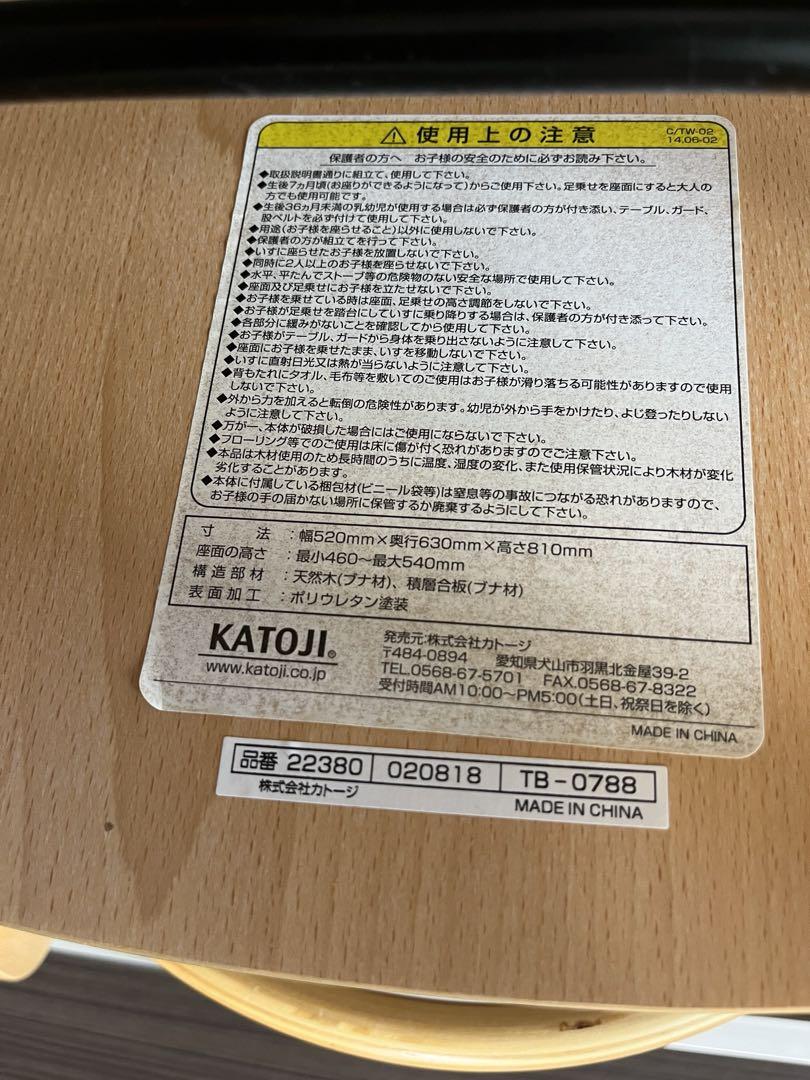 ⚠ 使用上の注意
C/TW-02
14.06-02
保護者の方へ お子様の安全のために必ずお読み下さい。
◆取扱説明書通りに組立て、使用して下さい。
◆生後7ヵ月頃(お座りができるようになって)からご使用下さい。足乗せを座面にすると大人の
方でも使用可能です。
◆生後36ヵ月未満の乳幼児が使用する場合は必ず保護者の方が付き添い、テーブル、ガード、
股ベルトを必ず付けて使用して下さい。
◆用途(お子様を座らせること)以外に使用しないで下さい。
◆保護者の方が組立てを行って下さい。
◆いすに座らせたお子様を放置しないで下さい。
◆同時に2人以上のお子様を座らせないで下さい。
◆水平、平たんでストーブ等の危険物のない安全な場所で使用して下さい。
◆座面及び足乗せにお子様を立たせないで下さい。
◆お子様を乗せている時は座面、足乗せの高さ調節をしないで下さい。
◆お子様が足乗せを踏台にしていすに乗り降りする場合は、保護者の方が付き添って下さい。
◆各部分に緩みがないことを確認してから使用して下さい。
◆お子様がテーブル、ガードから身体を乗り出さないように注意して下さい。
◆座面にお子様を乗せたまま、いすを移動しないで下さい。
◆いすに直射日光又は熱が当らないように注意して下さい。
◆背もたれにタオル、毛布等を敷いてのご使用はお子様が滑り落ちる可能性がありますので使用
しないで下さい。
◆外から力を加えると転倒の危険性があります。幼児が外から手をかけたり、よじ登ったりしない
ように注意して下さい。
◆万が一、本体が破損した場合にはご使用にならないで下さい。
◆フローリング等でのご使用は床に傷が付く恐れがありますのでご注意下さい。
◆本品は木材使用のため長時間のうちに温度、湿度の変化、また使用保管状況により木材が変化
劣化することがあります。
◆本体に付属している梱包材(ビニール袋等)は窒息等の事故につながる恐れがありますので、
お子様の手の届かない場所に保管するか廃棄するようにして下さい。
寸 法 :幅520mm×奥行630mm×高さ810mm
座面の高さ :最小460〜最大540mm
構造部材 :天然木(ブナ材)、積層合板(ブナ材)
表面加工 :ポリウレタン塗装
KATOJI®
www.katoji.co.jp
発売元:株式会社カトージ
〒484-0894 愛知県犬山市羽黒北金屋39-2
TEL.0568-67-5701 FAX.0568-67-8322
受付時間AM10:00〜PM5:00(土日、祝祭日を除く)
MADE IN CHINA
品番 22380 020818 TB-0788
株式会社カトージ
MADE IN CHINA